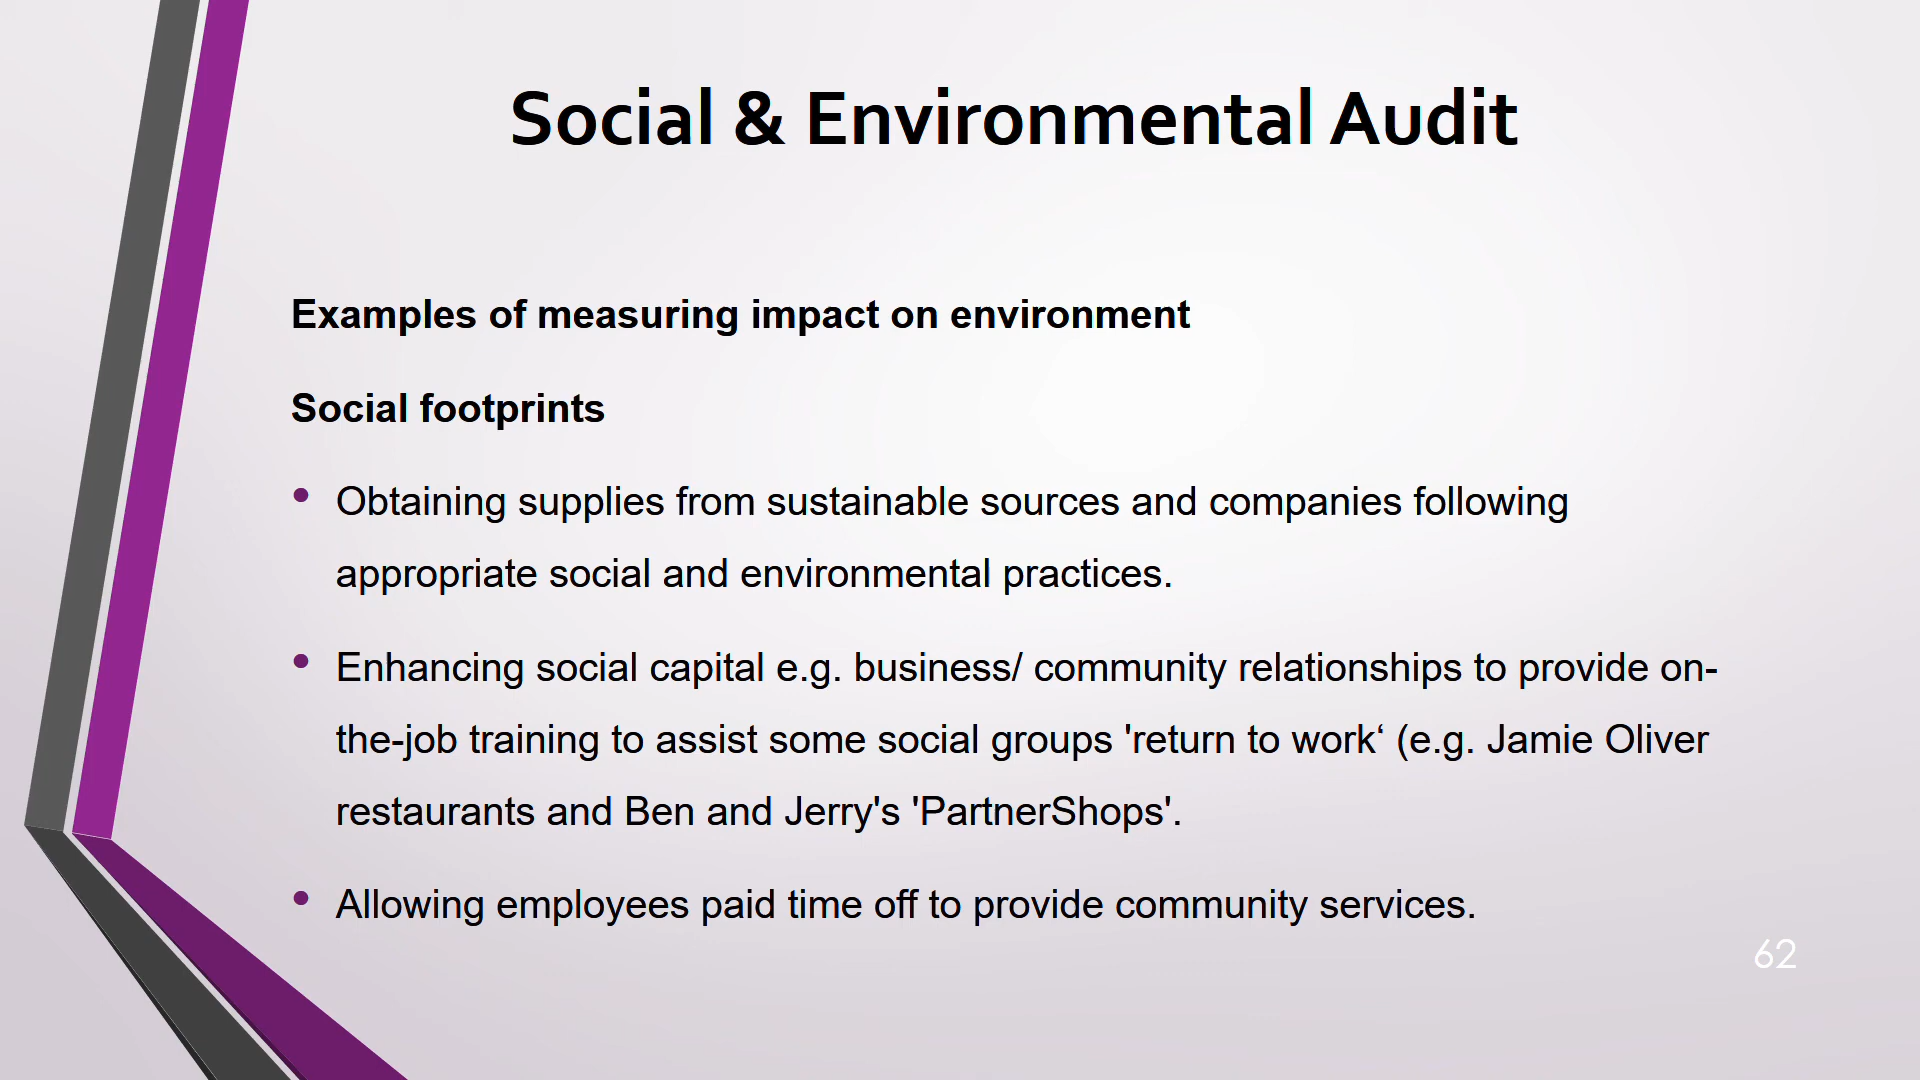 Social & Environmental Audit
Examples of measuring impact on environment
Social footprints
• Obtaining supplies from sustainable sources and companies following
appropriate social and environmental practices.
• Enhancing social capital e.g. business/ community relationships to provide on-
the-job training to assist some social groups 'return to work‘ (e.g. Jamie Oliver
restaurants and Ben and Jerry's 'PartnerShops'.
• Allowing employees paid time off to provide community services.
62